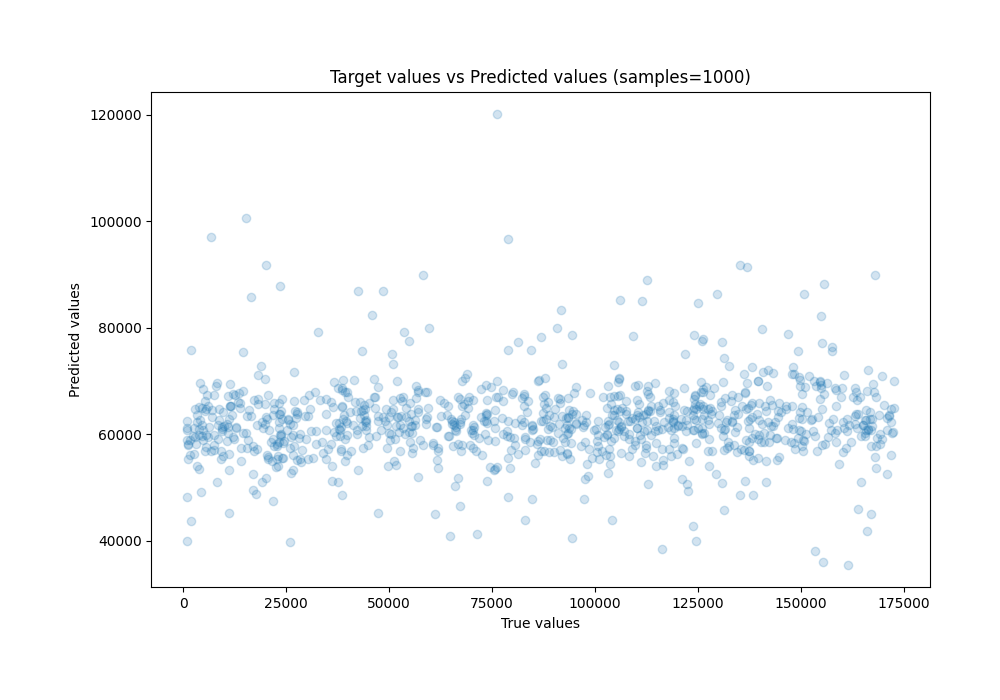 Target values vs Predicted values (samples=1000)
120000
100000
80000
60000
40000
Predicted values
0 25000 50000 75000 100000 125000 150000 175000
True values